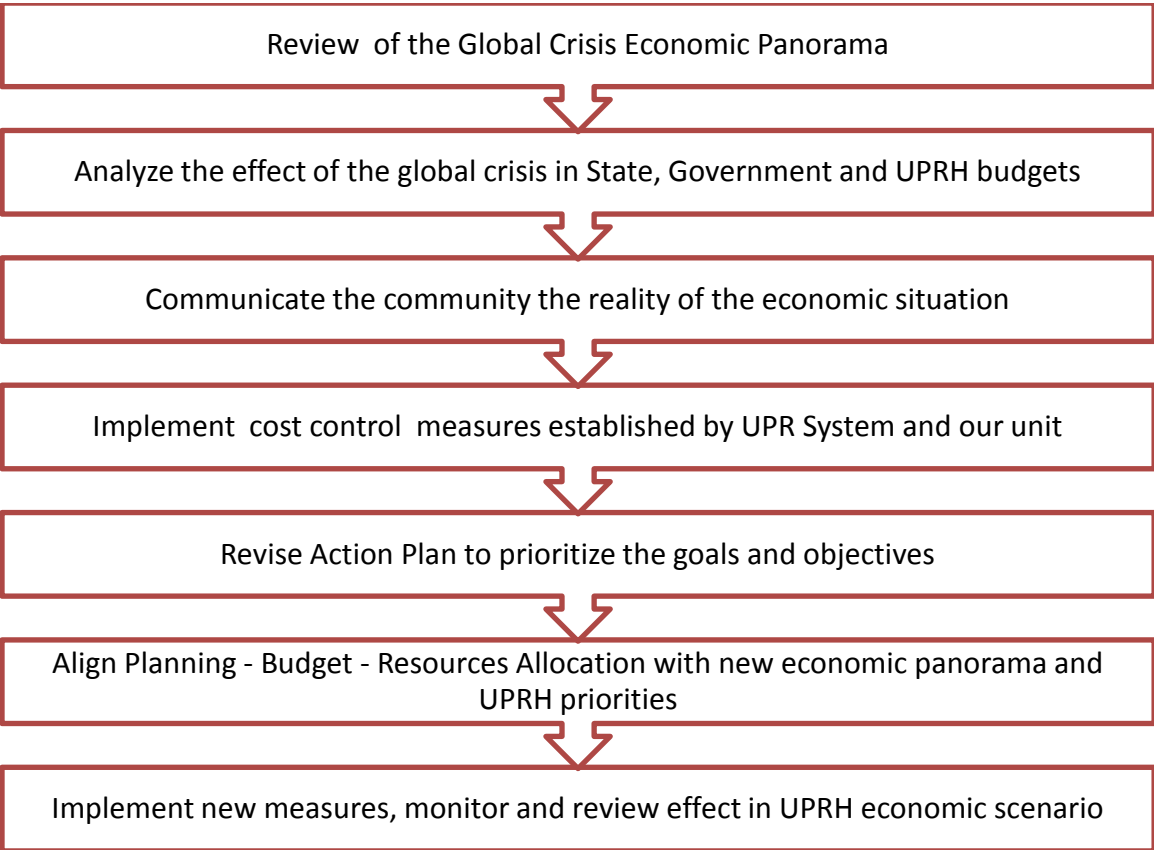 Review  of the Global Crisis Economic Panorama
Analyze the effect of the global crisis in State, Government and UPRH budgets
Communicate the community the reality of the economic situation
Implement  cost control  measures established by UPR System and our unit
Revise Action Plan to prioritize the goals and objectives
Align Planning - Budget - Resources Allocation with new economic panorama and
UPRH priorities
Implement new measures, monitor and review effect in UPRH economic scenario